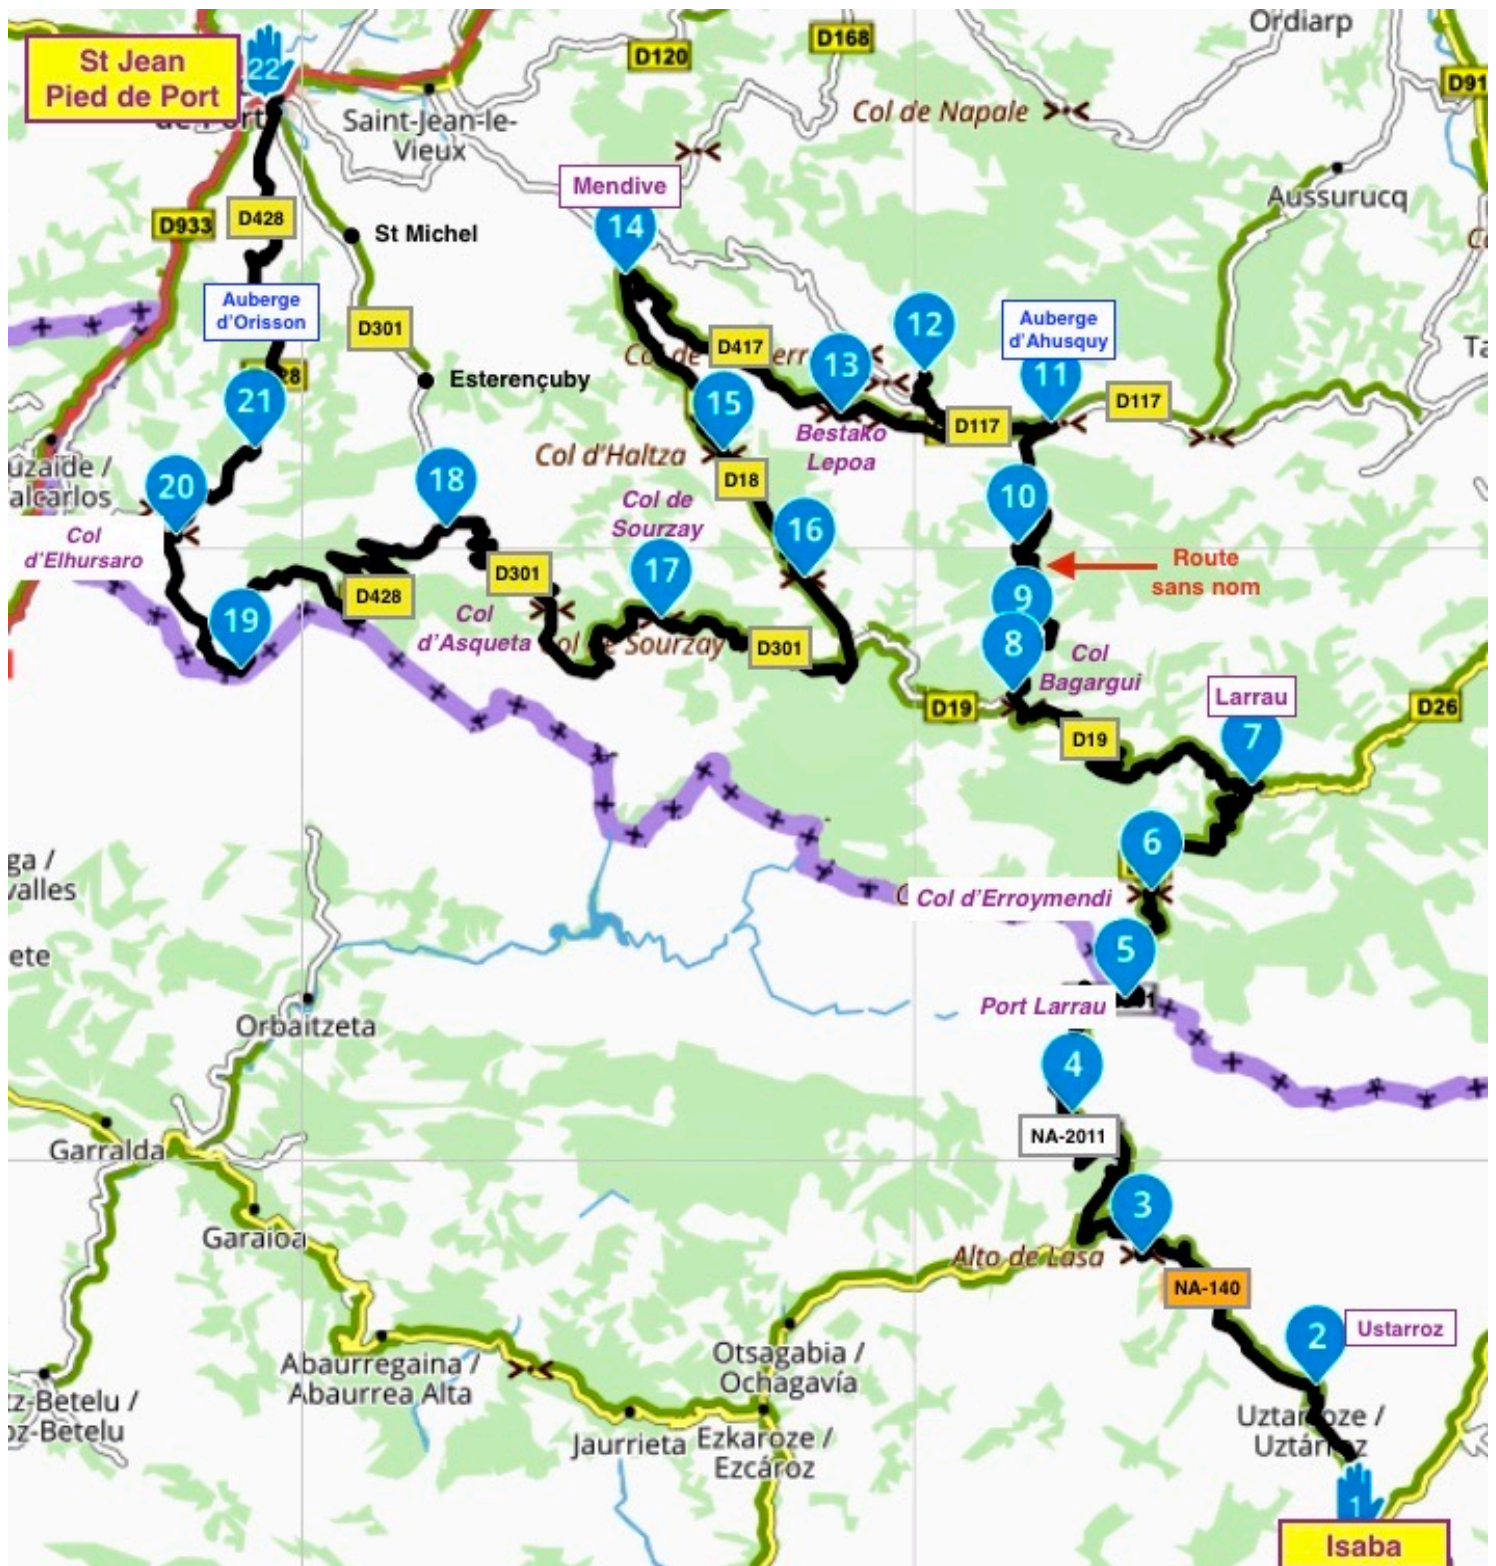 Ordiarp
St Jean
Pied de Port
22
D120
D168
D91
Saint-Jean-le-
Vieux
Col de Napale
Mendive
Aussurucq
D933
D428
St Michel
14
Auberge
d'Orisson
D301
Esterençuby
D417
12
13
Auberge
d'Ahusquy
11
D117
D117
21
15
Bestako
Lepoa
Col d'Haltza
D18
20
18
Col de
Sourzay
16
10
Col
d'Elhursaro
Route
sans nom
D301
17
9
D428
19
Col
d'Asqueta
D301
8
Col
Bagargui
D19
D19
Larrau
D26
7
6
Col d'Erroymendi
5
Port Larrau
Orbaitzeta
4
NA-2011
Garralda
3
Garaioa
Alto de Lasa
NA-140
2
Ustarroz
Abaurregaina /
Abaurrea Alta
Otsagabia /
Ochagavía
Jaurrieta
Ezkaroze /
Ezcároz
Uztarroze /
Uztárroz
1
Isaba